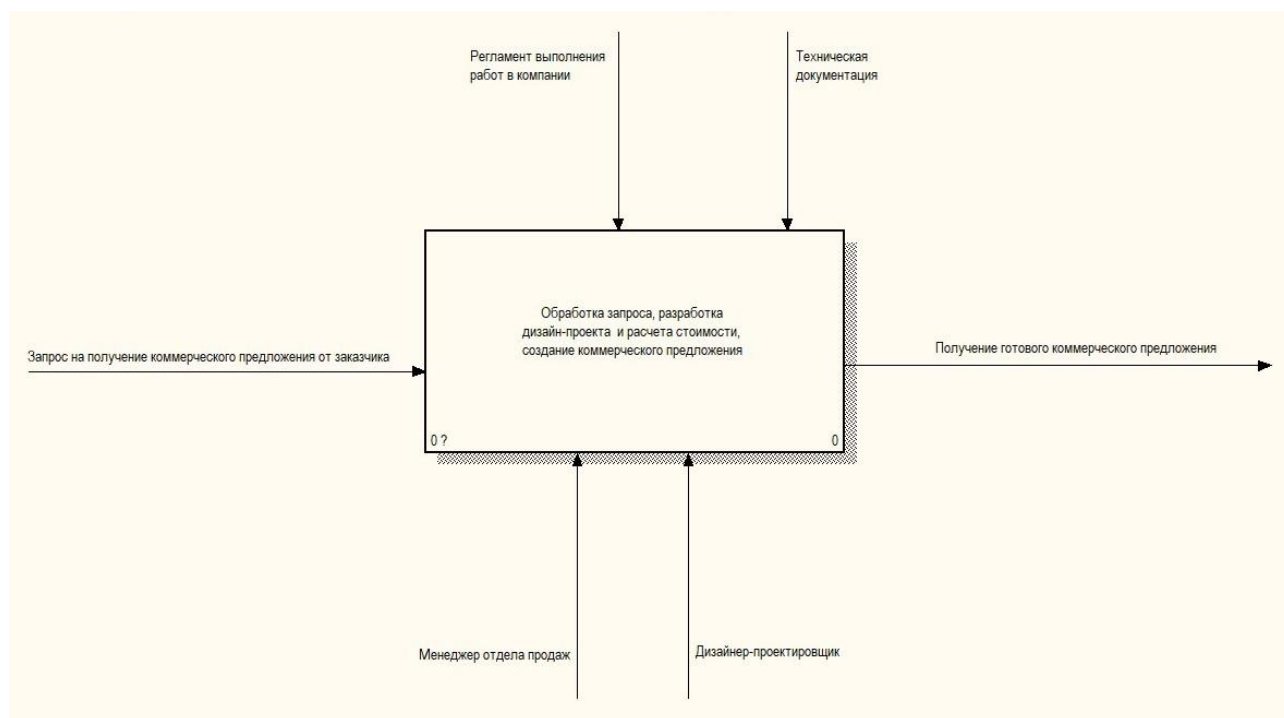 Регламент выполнения
работ в компании
Техническая
документация
Обработка запроса, разработка
дизайн-проекта и расчета стоимости,
создание коммерческого предложения
Запрос на получение коммерческого предложения от заказчика
Получение готового коммерческого предложения
0 ?
0
Менеджер отдела продаж
Дизайнер-проектировщик